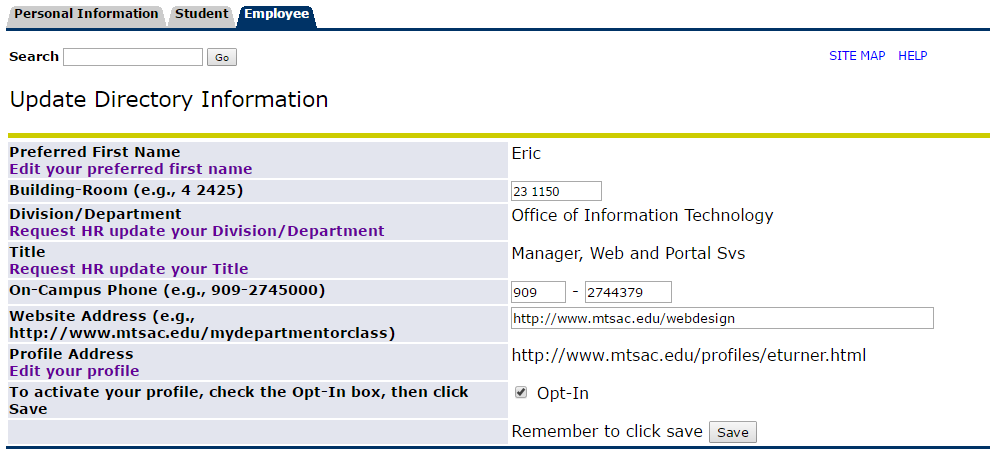 Personal Information Student Employee
Search Go SITE MAP HELP
Update Directory Information
Preferred First Name Eric
Edit your preferred first name
Building-Room (e.g., 4 2425) 23 1150
Division/Department Office of Information Technology
Request HR update your Division/Department
Title Manager, Web and Portal Svs
Request HR update your Title
On-Campus Phone (e.g., 909-2745000) 909 - 2744379
Website Address (e.g., http://www.mtsac.edu/webdesign
http://www.mtsac.edu/mydepartmentorclass)
Profile Address http://www.mtsac.edu/profiles/eturner.html
Edit your profile
To activate your profile, check the Opt-In box, then click Opt-In
Save
Remember to click save Save